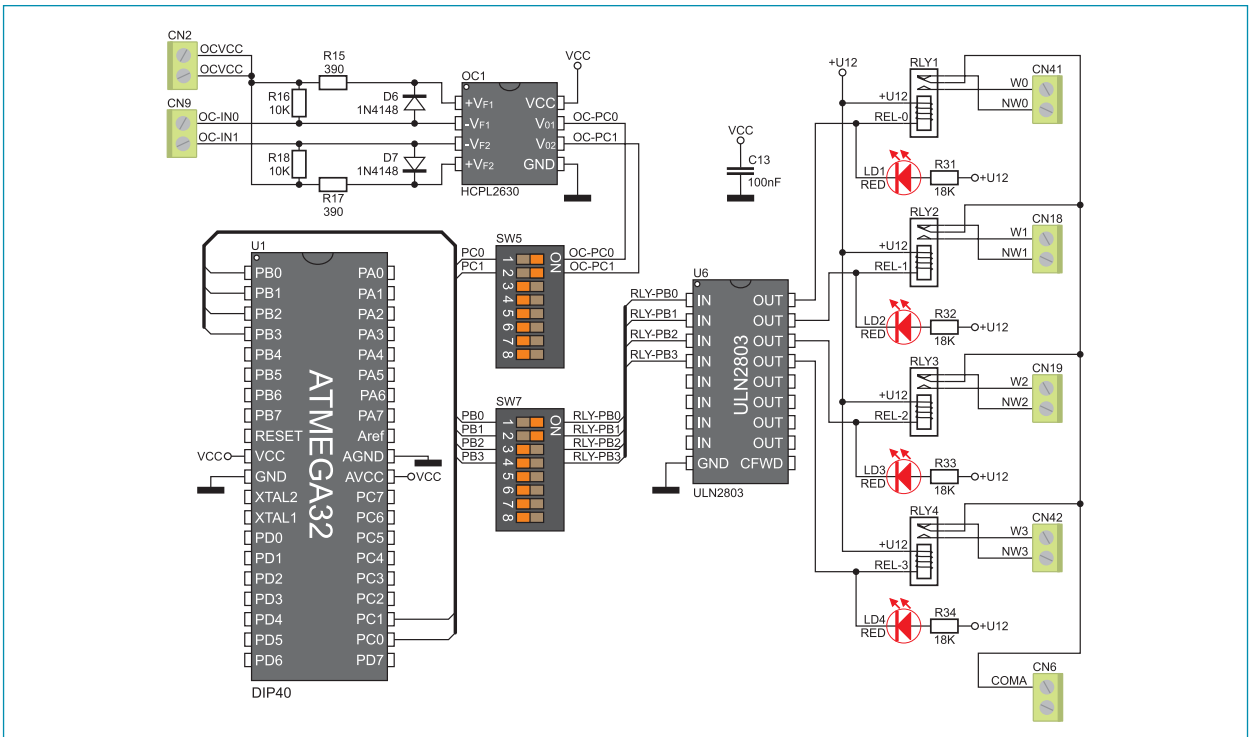 CN2
OCVCC
OCVCC
CN9
OC-IN0
OC-IN1
R15
390
R16
10K
D6
1N4148
R18
10K
D7
1N4148
R17
390
OC1
+VF1
-VF1
-VF2
+VF2
VCC
V01
V02
GND
HCPL2630
VCC
OC-PC0
OC-PC1
VCC
C13
100nF
U1
PB0
PB1
PB2
PB3
PB4
PB5
PB6
PB7
RESET
VCC
GND
XTAL2
XTAL1
PD0
PD1
PD2
PD3
PD4
PD5
PD6
PA0
PA1
PA2
PA3
PA4
PA5
PA6
PA7
Aref
AGND
AVCC
PC7
PC6
PC5
PC4
PC3
PC2
PC1
PC0
PD7
ATMEGA32
DIP40
VCC
VCC
SW5
PC0
PC1
1
2
3
4
5
6
7
8
ON
OC-PC0
OC-PC1
SW7
PB0
PB1
PB2
PB3
1
2
3
4
5
6
7
8
ON
RLY-PB0
RLY-PB1
RLY-PB2
RLY-PB3
RLY-PB0
RLY-PB1
RLY-PB2
RLY-PB3
U6
IN
IN
IN
IN
IN
IN
IN
IN
GND
OUT
OUT
OUT
OUT
OUT
OUT
OUT
OUT
CFWD
ULN2803
ULN2803
+U12
RLY1
+U12
REL-0
W0
NW0
CN41
LD1
RED
R31
18K
+U12
RLY2
+U12
REL-1
W1
NW1
CN18
LD2
RED
R32
18K
+U12
RLY3
+U12
REL-2
W2
NW2
CN19
LD3
RED
R33
18K
+U12
RLY4
+U12
REL-3
W3
NW3
CN42
LD4
RED
R34
18K
+U12
COMA
CN6